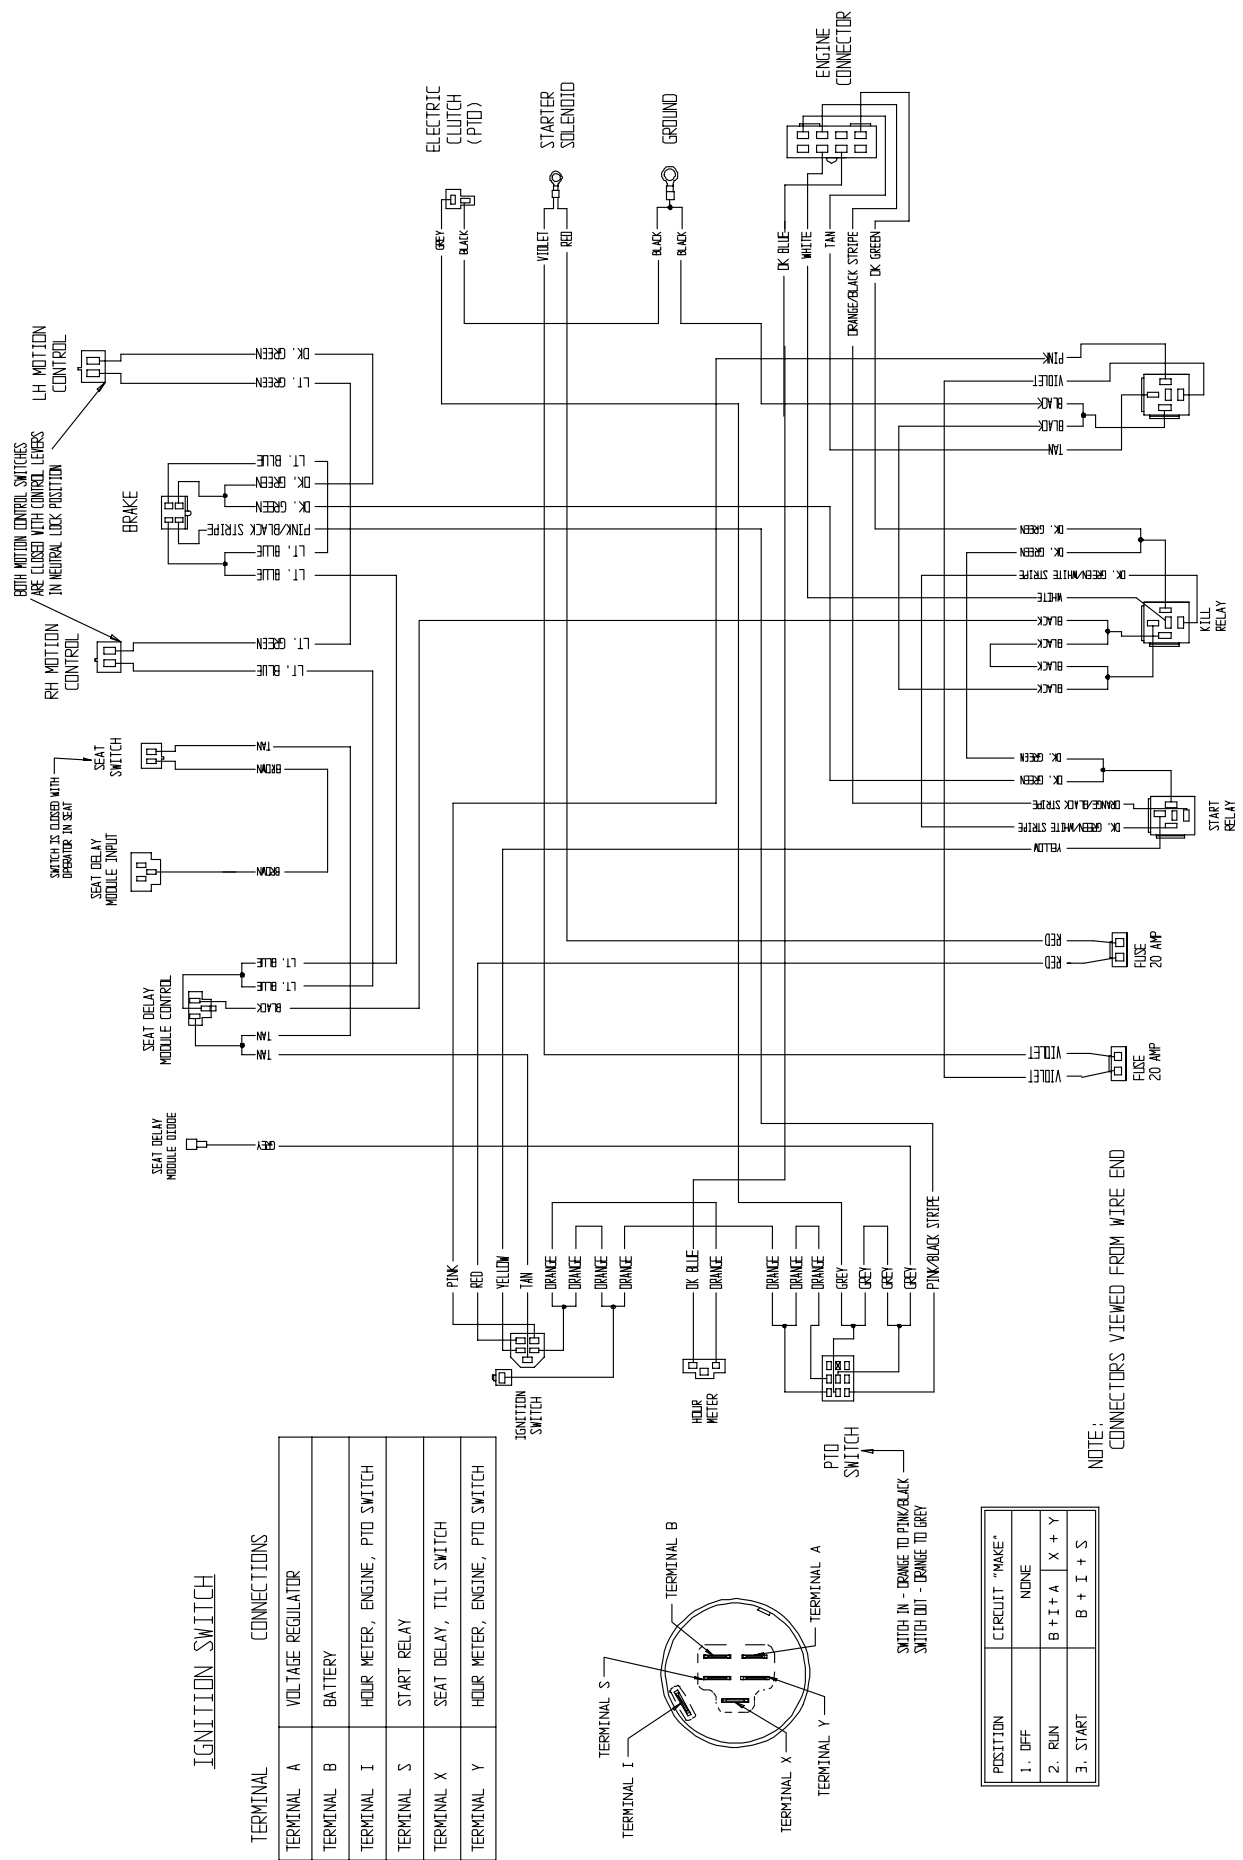 IGNITION SWITCH
TERMINAL CONNECTIONS
TERMINAL A VOLTAGE REGULATOR
TERMINAL B BATTERY
TERMINAL I HOUR METER, ENGINE, PTO SWITCH
TERMINAL S START RELAY
TERMINAL X SEAT DELAY, TILT SWITCH
TERMINAL Y HOUR METER, ENGINE, PTO SWITCH
TERMINAL I
TERMINAL S
TERMINAL B
TERMINAL A
TERMINAL X
TERMINAL Y
POSITION CIRCUIT "MAKE"
1. OFF NONE
2. RUN B+I+A X + Y
3. START B + I + S
NOTE:
CONNECTORS VIEWED FROM WIRE END
SEAT DELAY
MODULE DIODE
GREY
SEAT DELAY
MODULE CONTROL
TAN
TAN
BLACK
LT. BLUE
LT. BLUE
SEAT DELAY
MODULE INPUT
BROWN
SWITCH IS CLOSED WITH
OPERATOR IN SEAT
SEAT
SWITCH
BROWN
TAN
RH MOTION
CONTROL
LT. BLUE
LT. GREEN
BOTH MOTION CONTROL SWITCHES
ARE CLOSED WITH CONTROL LEVERS
IN NEUTRAL LOCK POSITION
BRAKE
LT. BLUE
LT. BLUE
PINK/BLACK STRIPE
DK. GREEN
DK. GREEN
LT. BLUE
LH MOTION
CONTROL
LT. GREEN
DK. GREEN
IGNITION
SWITCH
PINK
RED
YELLOW
TAN
ORANGE
ORANGE
ORANGE
ORANGE
HOUR
METER
DK BLUE
ORANGE
PTO
SWITCH
SWITCH IN - ORANGE TO PINK/BLACK
SWITCH OUT - ORANGE TO GREY
ORANGE
ORANGE
ORANGE
GREY
GREY
GREY
GREY
PINK/BLACK STRIPE
ELECTRIC
CLUTCH
(PTO)
GREY
BLACK
STARTER
SOLENOID
VIOLET
RED
GROUND
BLACK
BLACK
ENGINE
CONNECTOR
DK BLUE
WHITE
TAN
ORANGE/BLACK STRIPE
DK GREEN
FUSE
20 AMP
VIOLET
VIOLET
FUSE
20 AMP
RED
RED
START
RELAY
YELLOW
DK. GREEN/WHITE STRIPE
ORANGE/BLACK STRIPE
DK. GREEN
DK. GREEN
KILL
RELAY
BLACK
BLACK
BLACK
BLACK
WHITE
DK. GREEN/WHITE STRIPE
DK. GREEN
DK. GREEN
TAN
BLACK
BLACK
VIOLET
PINK